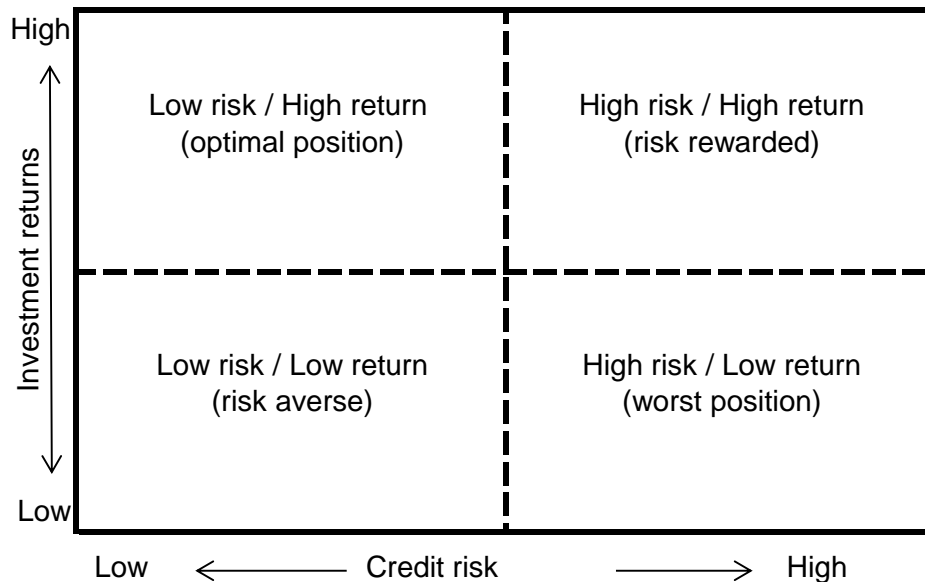 High
Low risk / High return
(optimal position)
High risk / High return
(risk rewarded)
Investment returns
Low risk / Low return
(risk averse)
High risk / Low return
(worst position)
Low
Low Credit risk High